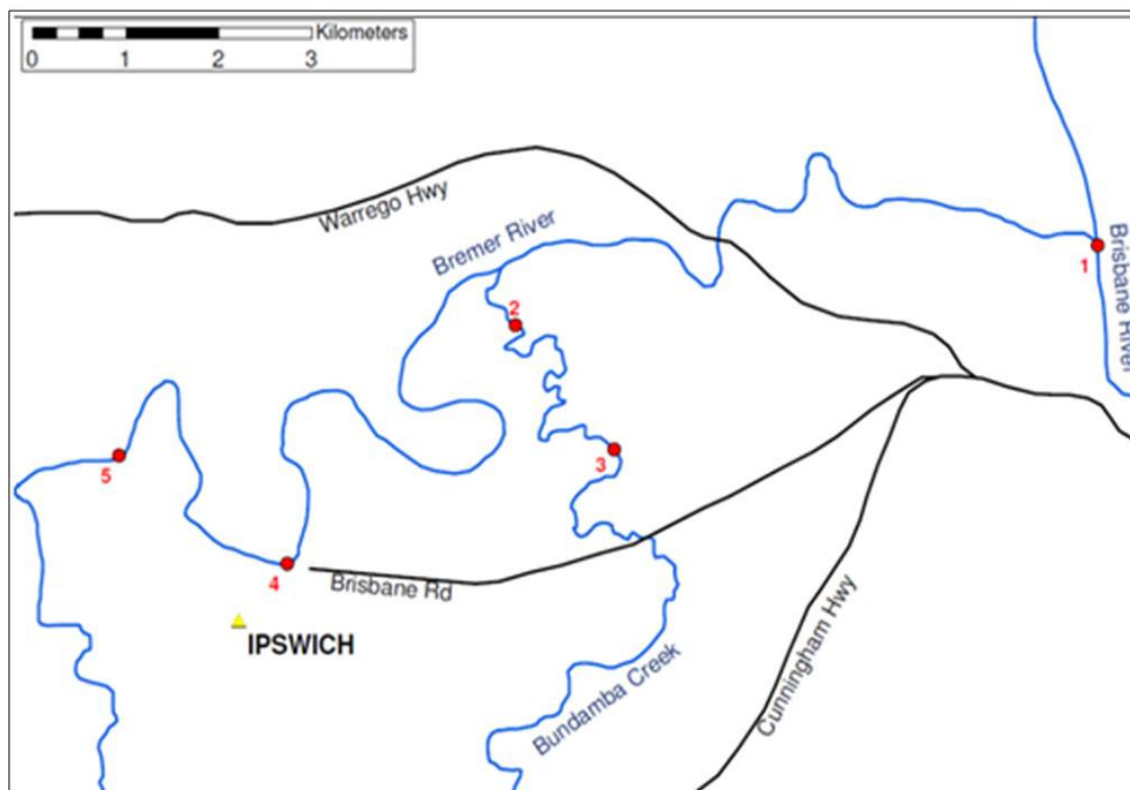 Kilometers
0 1 2 3
Warrego Hwy
Bremer River
Brisbane River
1
2
3
5
4
Brisbane Rd
IPSWICH
Bundamba Creek
Cunningham Hwy